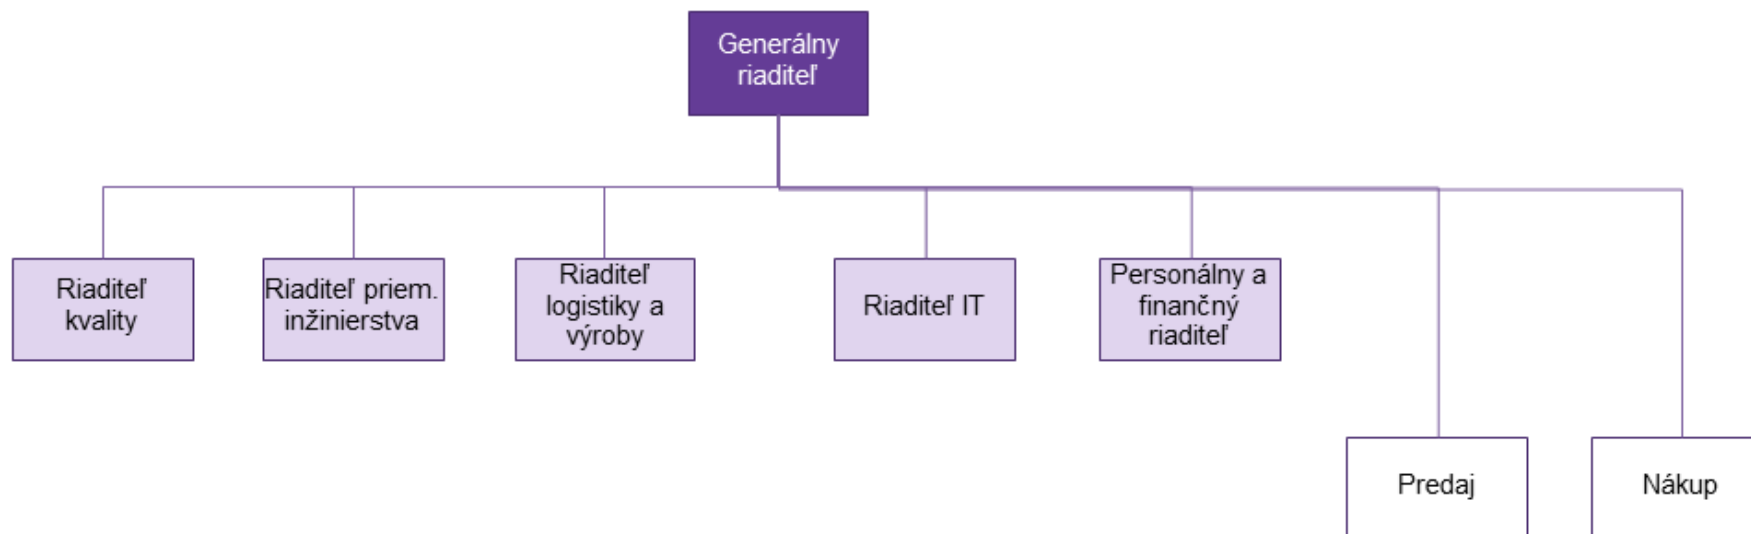 Generálny
riaditeľ
Riaditeľ
kvality
Riaditeľ priem.
inžinierstva
Riaditeľ
logistiky a
výroby
Riaditeľ IT
Personálny a
finančný
riaditeľ
Predaj
Nákup